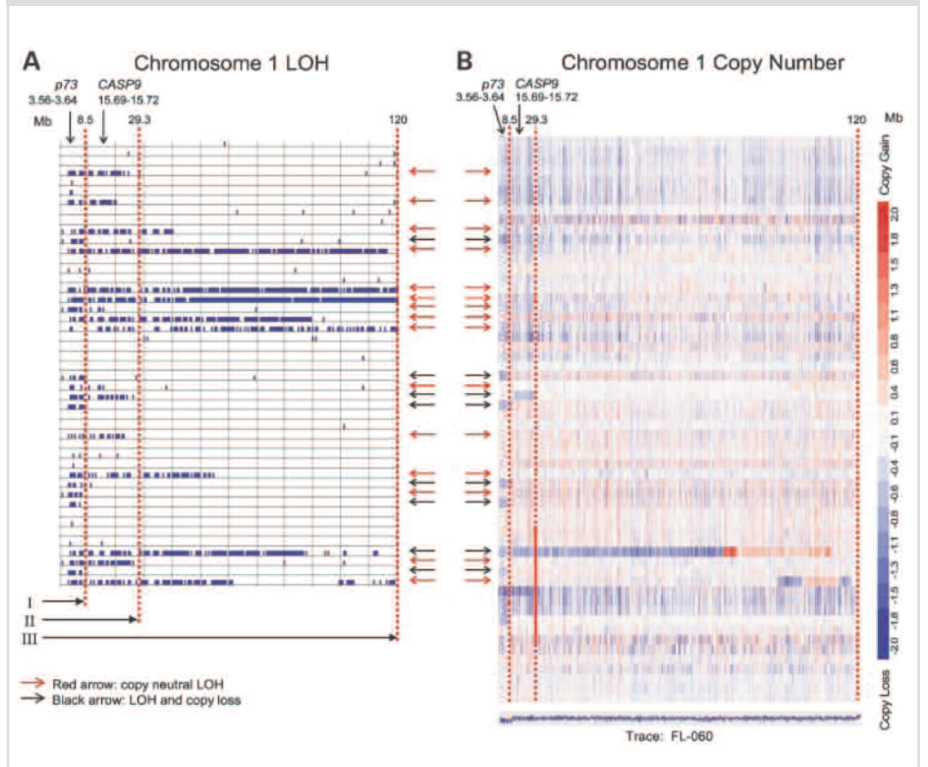 A
Chromosome 1 LOH
p73 CASP9
3.56-3.64 15.69-15.72
Mb 8.5 29.3 120
I
II
III
Red arrow: copy neutral LOH
Black arrow: LOH and copy loss
B
Chromosome 1 Copy Number
p73 CASP9
3.56-3.64 15.69-15.72
8.5 29.3 120 Mb
Copy Gain
2.0
1.8
1.5
1.3
1.1
0.8
0.6
0.4
0.1
-0.1
-0.4
-0.6
-0.8
-1.1
-1.3
-1.5
-1.8
-2.0
Copy Loss
Trace: FL-060